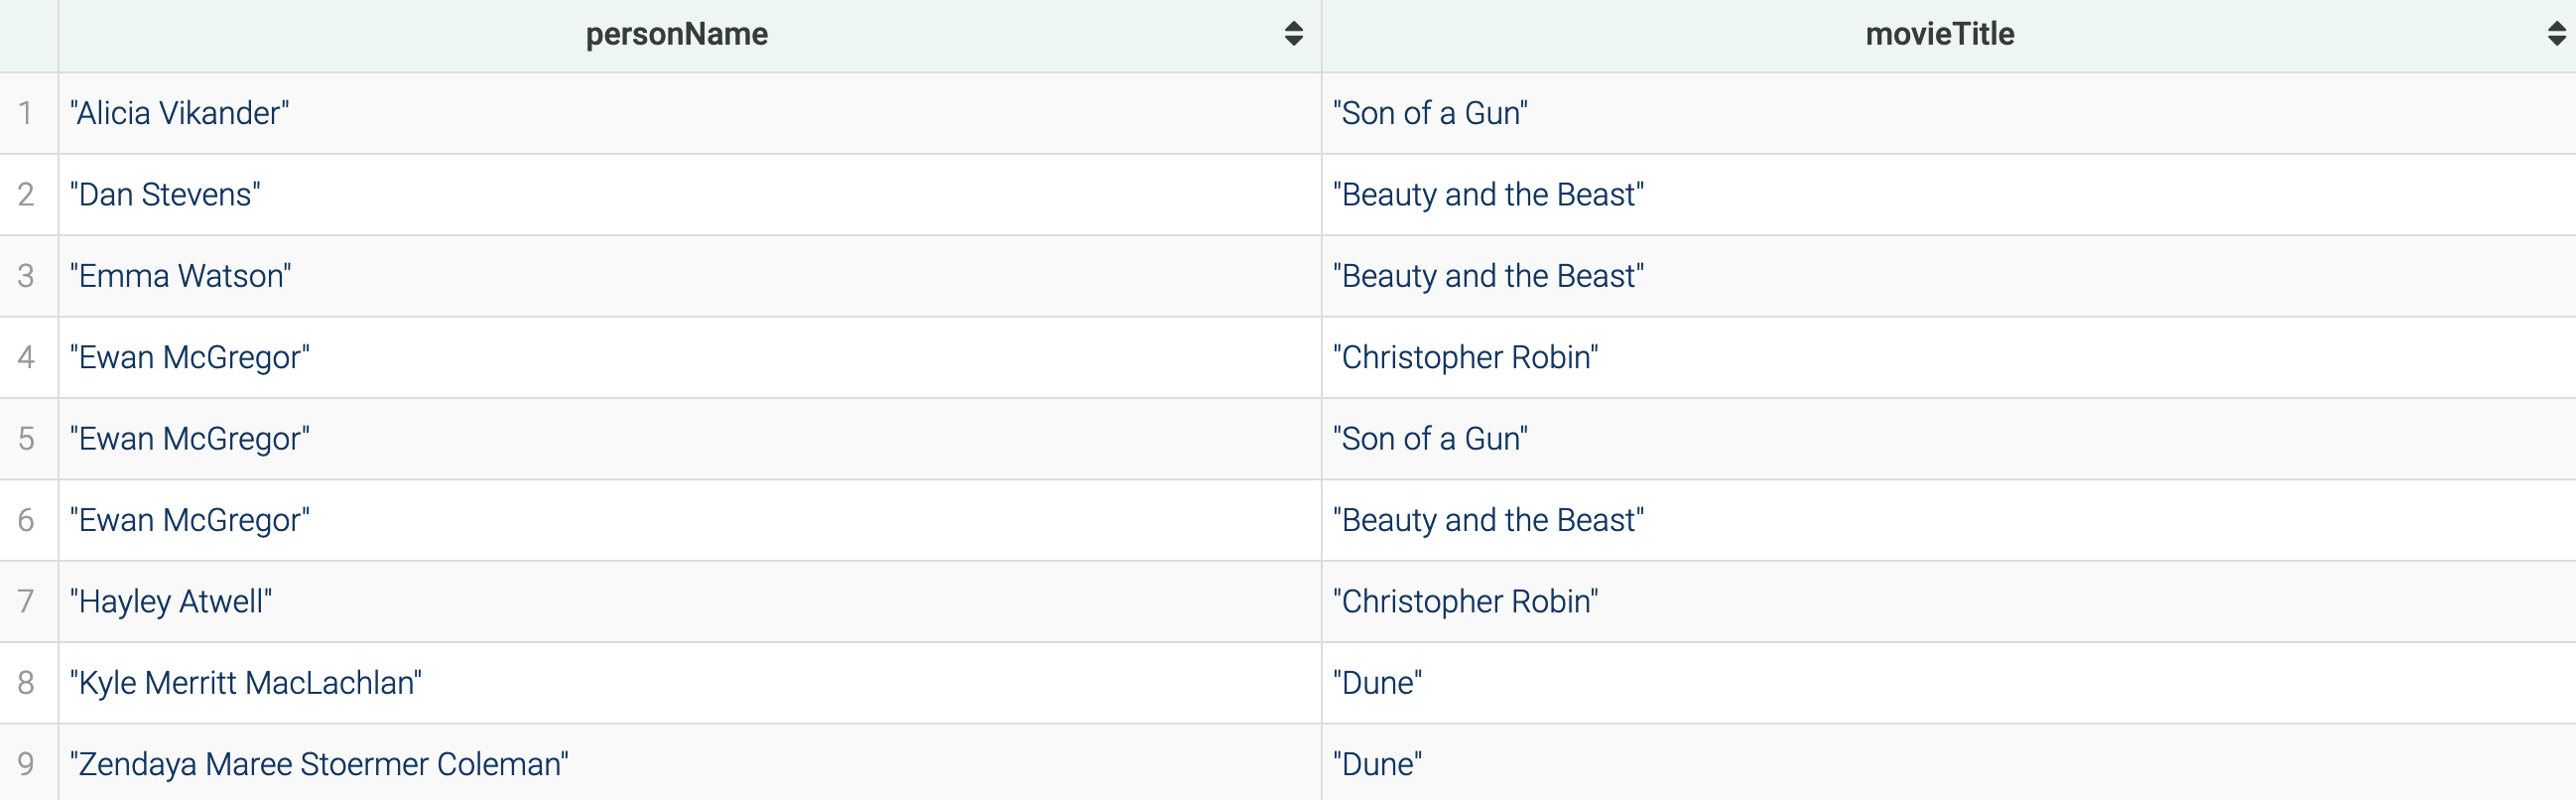 personName movieTitle
1 "Alicia Vikander" "Son of a Gun"
2 "Dan Stevens" "Beauty and the Beast"
3 "Emma Watson" "Beauty and the Beast"
4 "Ewan McGregor" "Christopher Robin"
5 "Ewan McGregor" "Son of a Gun"
6 "Ewan McGregor" "Beauty and the Beast"
7 "Hayley Atwell" "Christopher Robin"
8 "Kyle Merritt MacLachlan" "Dune"
9 "Zendaya Maree Stoermer Coleman" "Dune"